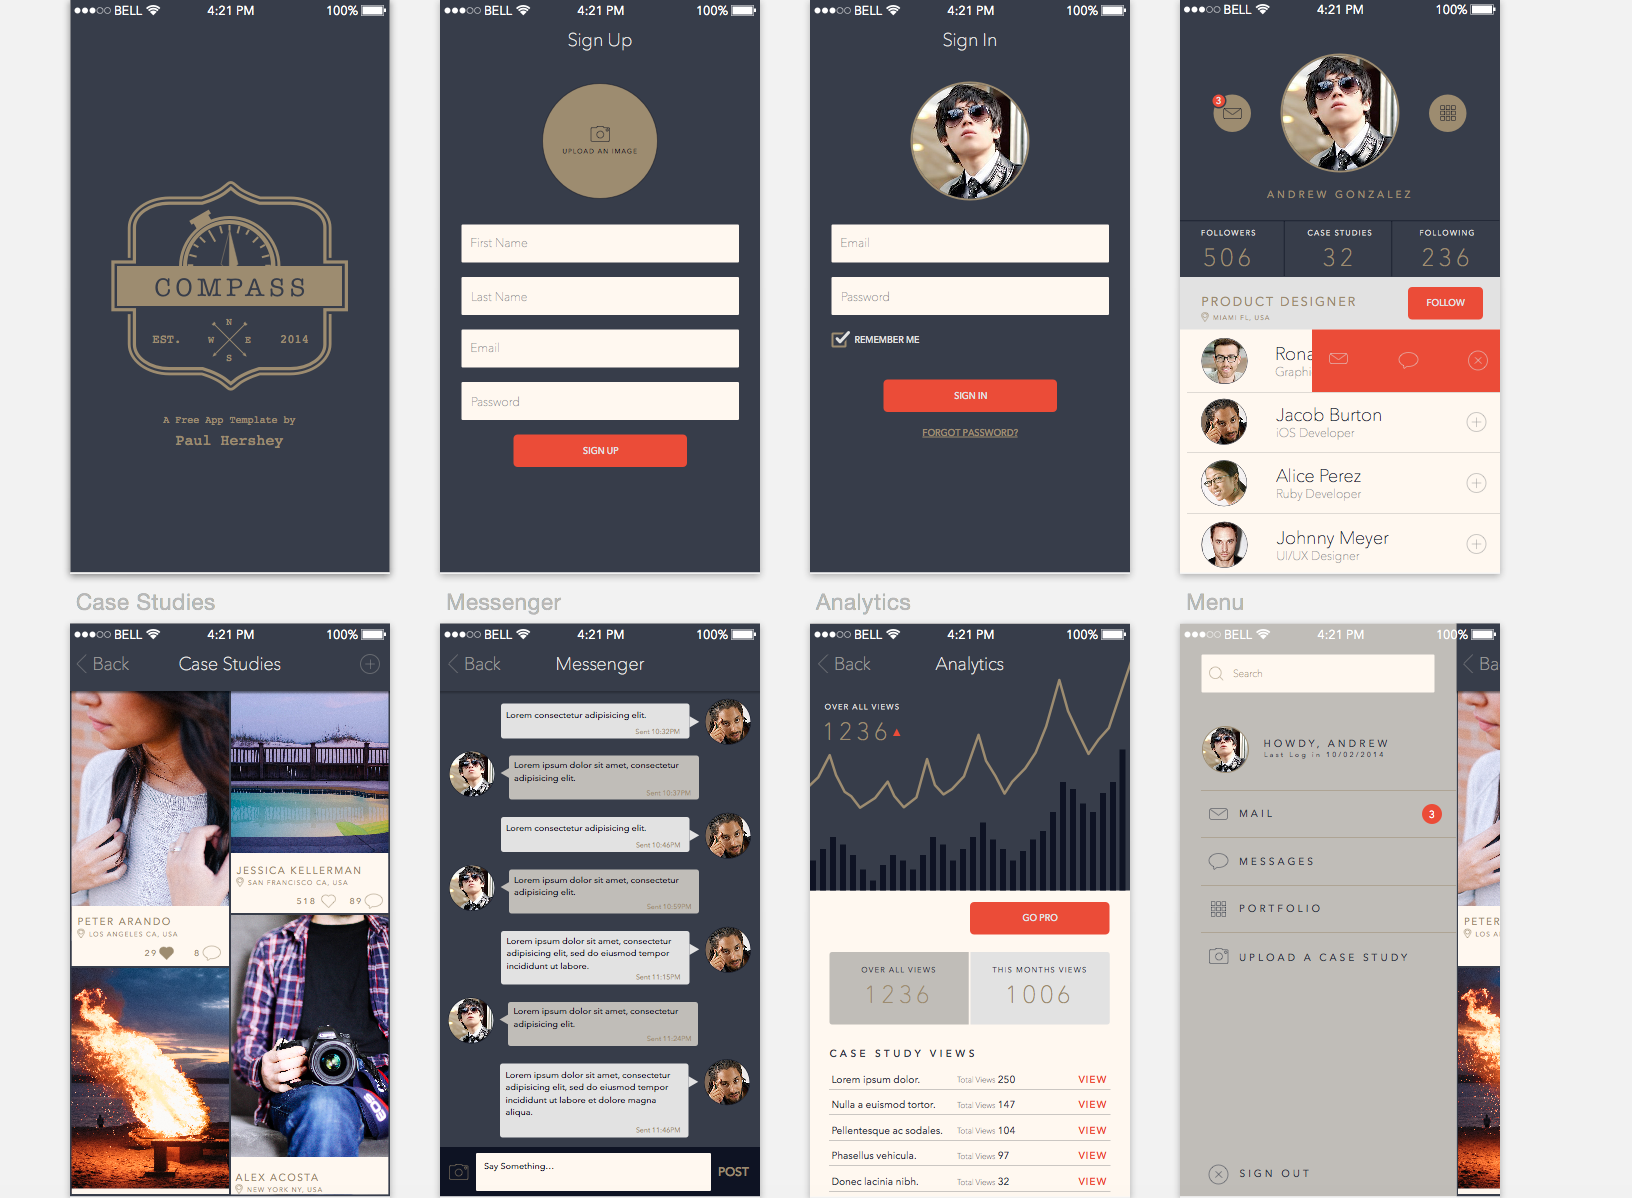 BELL
4:21 PM
100%
COMPASS
EST.
N
W E
S
2014
A Free App Template by
Paul Hershey
BELL
4:21 PM
100%
Sign Up
UPLOAD AN IMAGE
First Name
Last Name
Email
Password
SIGN UP
BELL
4:21 PM
100%
Sign In
Email
Password
REMEMBER ME
SIGN IN
FORGOT PASSWORD?
BELL
4:21 PM
100%
3
ANDREW GONZALEZ
FOLLOWERS
506
CASE STUDIES
32
FOLLOWING
236
PRODUCT DESIGNER
MIAMI FL, USA
FOLLOW
Rona
Graphi
Jacob Burton
iOS Developer
Alice Perez
Ruby Developer
Johnny Meyer
UI/UX Designer
Case Studies
BELL
4:21 PM
100%
Back
Case Studies
PETER ARANDO
LOS ANGELES CA, USA
29
8
JESSICA KELLERMAN
SAN FRANCISCO CA, USA
518
89
ALEX ACOSTA
NEW YORK NY, USA
Messenger
BELL
4:21 PM
100%
Back
Messenger
Lorem consectetur adipisicing elit.
Sent 10:32PM
Lorem ipsum dolor sit amet, consectetur
adipisicing elit.
Sent 10:37PM
Lorem consectetur adipisicing elit.
Sent 10:46PM
Lorem ipsum dolor sit amet, consectetur
adipisicing elit.
Sent 10:59PM
Lorem ipsum dolor sit amet, consectetur
adipisicing elit, sed do eiusmod tempor
incididunt ut labore.
Sent 11:15PM
Lorem ipsum dolor sit amet, consectetur
adipisicing elit.
Sent 11:24PM
Lorem ipsum dolor sit amet, consectetur
adipisicing elit, sed do eiusmod tempor
incididunt ut labore et dolore magna
aliqua.
Sent 11:46PM
Say Something...
POST
Analytics
BELL
4:21 PM
100%
Back
Analytics
OVER ALL VIEWS
1236
GO PRO
OVER ALL VIEWS
1236
THIS MONTHS VIEWS
1006
CASE STUDY VIEWS
Lorem ipsum dolor. Total Views 250 VIEW
Nulla a euismod tortor. Total Views 147 VIEW
Pellentesque ac sodales. Total Views 104 VIEW
Phasellus vehicula. Total Views 97 VIEW
Donec lacinia nibh. Total Views 32 VIEW
Menu
BELL
4:21 PM
100%
Search
Ba
HOWDY, ANDREW
Last Log in 10/02/2014
MAIL
3
MESSAGES
PORTFOLIO
UPLOAD A CASE STUDY
PETER
LOS A
SIGN OUT